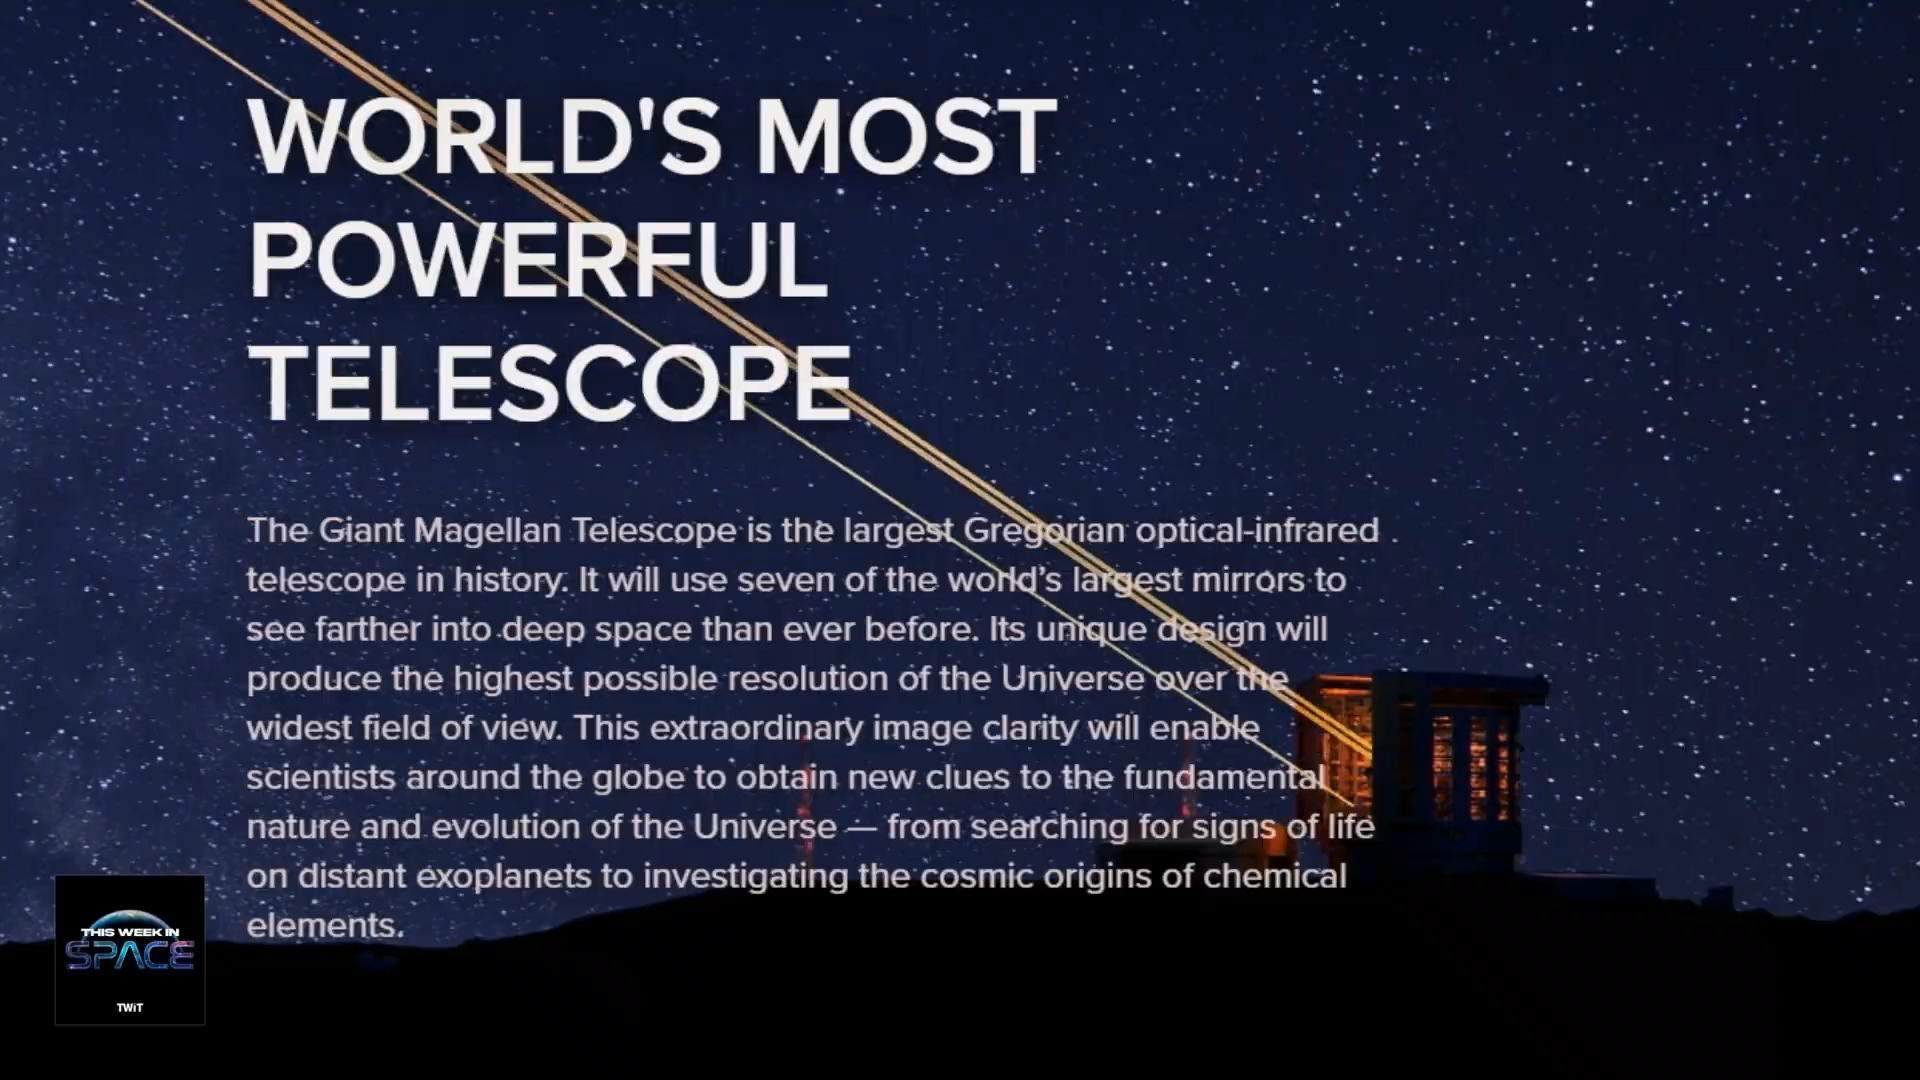 WORLD'S MOST
POWERFUL
TELESCOPE
The Giant Magellan Telescope is the largest Gregorian optical-infrared
telescope in history. It will use seven of the world’s largest mirrors to
see farther into deep space than ever before. Its unique design will
produce the highest possible resolution of the Universe over the
widest field of view. This extraordinary image clarity will enable
scientists around the globe to obtain new clues to the fundamental
nature and evolution of the Universe — from searching for signs of life
on distant exoplanets to investigating the cosmic origins of chemical
elements.
THIS WEEK IN
SPACE
TWiT